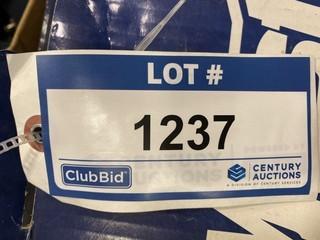 LOT #
1237
ClubBid
CENTURY
AUCTIONS
A DIVISION OF CENTURY SERVICES